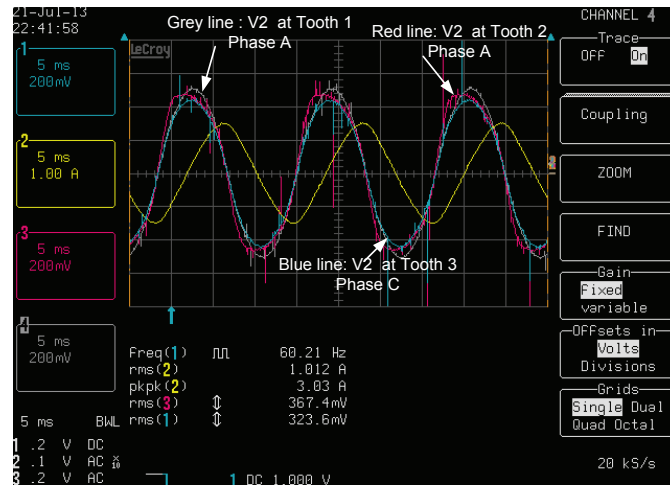 21-Jul-13
22:41:58
Grey line : V2 at Tooth 1
Phase A
Red line: V2 at Tooth 2
Phase A
LeCroy
1
5 ms
200mV
2
5 ms
1.00 A
3
5 ms
200mV
4
5 ms
200mV
Blue line: V2 at Tooth 3
Phase C
freq(1) 60.21 Hz
rms(2) 1.012 A
pkpk(2) 3.03 A
rms(3) ⇕ 367.4mV
rms(1) ⇕ 323.6mV
5 ms BWL
1 .2 V DC
2 .1 V AC X10
3 .2 V AC
1 DC 1.000 V
CHANNEL 4
Trace
OFF On
Coupling
ZOOM
FIND
Gain
Fixed
variable
Offsets in
Volts
Divisions
Grids
Single Dual
Quad Octal
20 kS/s